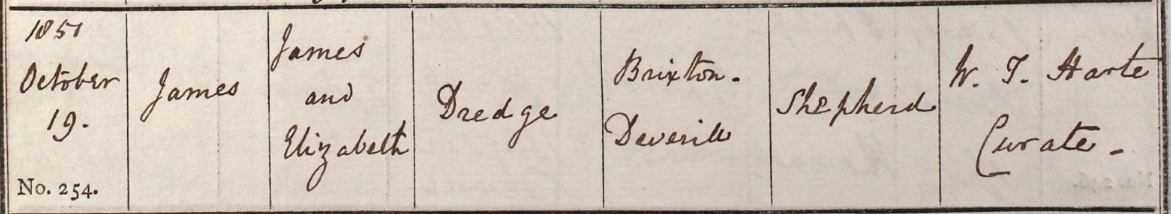 1851
October
19.
No. 254.
James
James
and
Elizabeth
Dredge
Brixton.
Deverill
Shepherd
W. T. Harte
Curate.